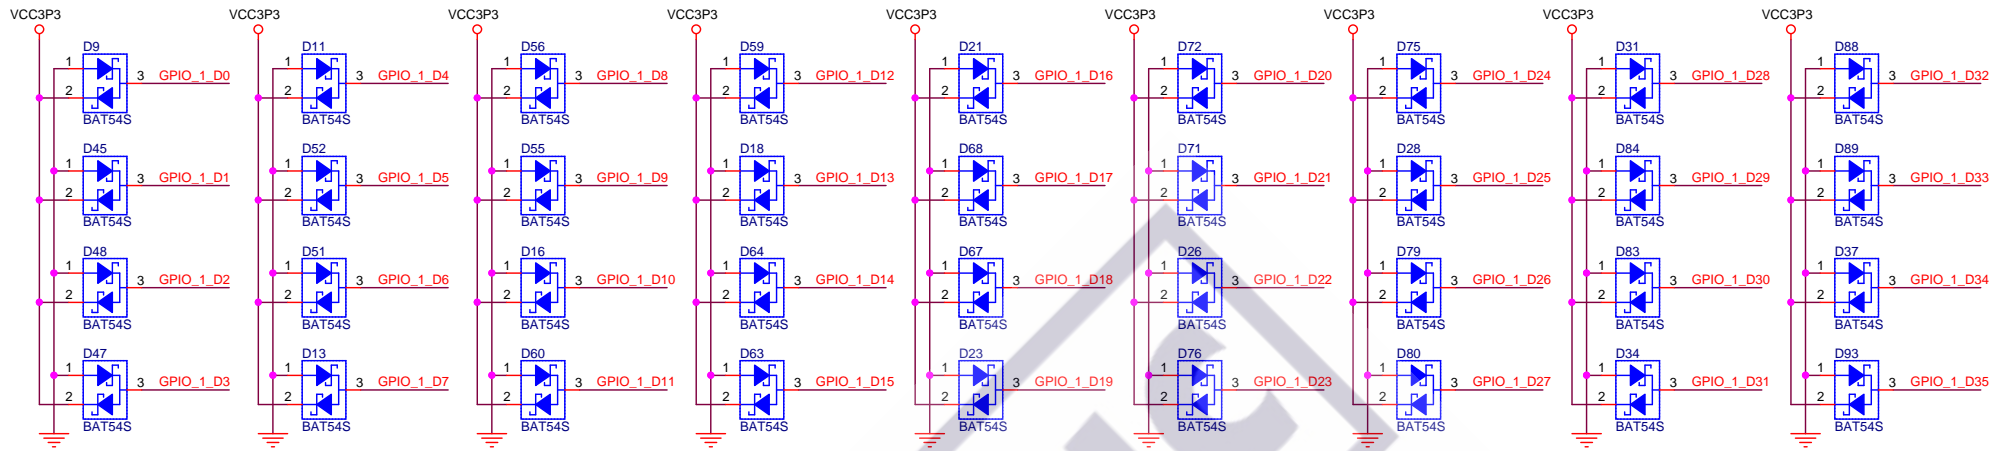 VCC3P3 VCC3P3 VCC3P3 VCC3P3 VCC3P3 VCC3P3 VCC3P3 VCC3P3 VCC3P3
D9 D11 D56 D59 D21 D72 D75 D31 D88
1 3 GPIO_1_D0 1 3 GPIO_1_D4 1 3 GPIO_1_D8 1 3 GPIO_1_D12 1 3 GPIO_1_D16 1 3 GPIO_1_D20 1 3 GPIO_1_D24 1 3 GPIO_1_D28 1 3 GPIO_1_D32
2 2 2 2 2 2 2 2 2
BAT54S BAT54S BAT54S BAT54S BAT54S BAT54S BAT54S BAT54S BAT54S
D45 D52 D55 D18 D68 D71 D28 D84 D89
1 3 GPIO_1_D1 1 3 GPIO_1_D5 1 3 GPIO_1_D9 1 3 GPIO_1_D13 1 3 GPIO_1_D17 1 3 GPIO_1_D21 1 3 GPIO_1_D25 1 3 GPIO_1_D29 1 3 GPIO_1_D33
2 2 2 2 2 2 2 2 2
BAT54S BAT54S BAT54S BAT54S BAT54S BAT54S BAT54S BAT54S BAT54S
D48 D51 D16 D64 D67 D26 D79 D83 D37
1 3 GPIO_1_D2 1 3 GPIO_1_D6 1 3 GPIO_1_D10 1 3 GPIO_1_D14 1 3 GPIO_1_D18 1 3 GPIO_1_D22 1 3 GPIO_1_D26 1 3 GPIO_1_D30 1 3 GPIO_1_D34
2 2 2 2 2 2 2 2 2
BAT54S BAT54S BAT54S BAT54S BAT54S BAT54S BAT54S BAT54S BAT54S
D47 D13 D60 D63 D23 D76 D80 D34 D93
1 3 GPIO_1_D3 1 3 GPIO_1_D7 1 3 GPIO_1_D11 1 3 GPIO_1_D15 1 3 GPIO_1_D19 1 3 GPIO_1_D23 1 3 GPIO_1_D27 1 3 GPIO_1_D31 1 3 GPIO_1_D35
2 2 2 2 2 2 2 2 2
BAT54S BAT54S BAT54S BAT54S BAT54S BAT54S BAT54S BAT54S BAT54S